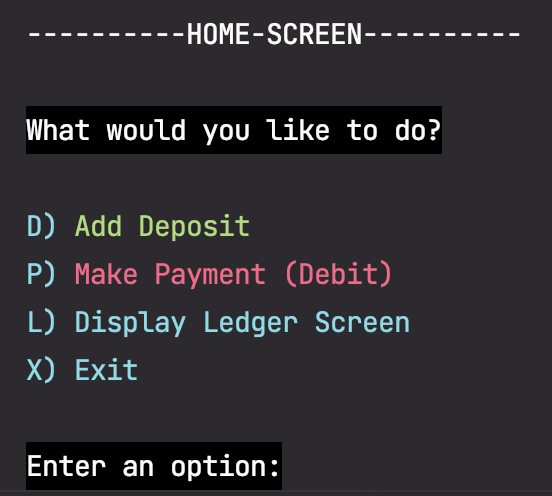 ----------HOME-SCREEN----------
What would you like to do?
D) Add Deposit
P) Make Payment (Debit)
L) Display Ledger Screen
X) Exit
Enter an option: